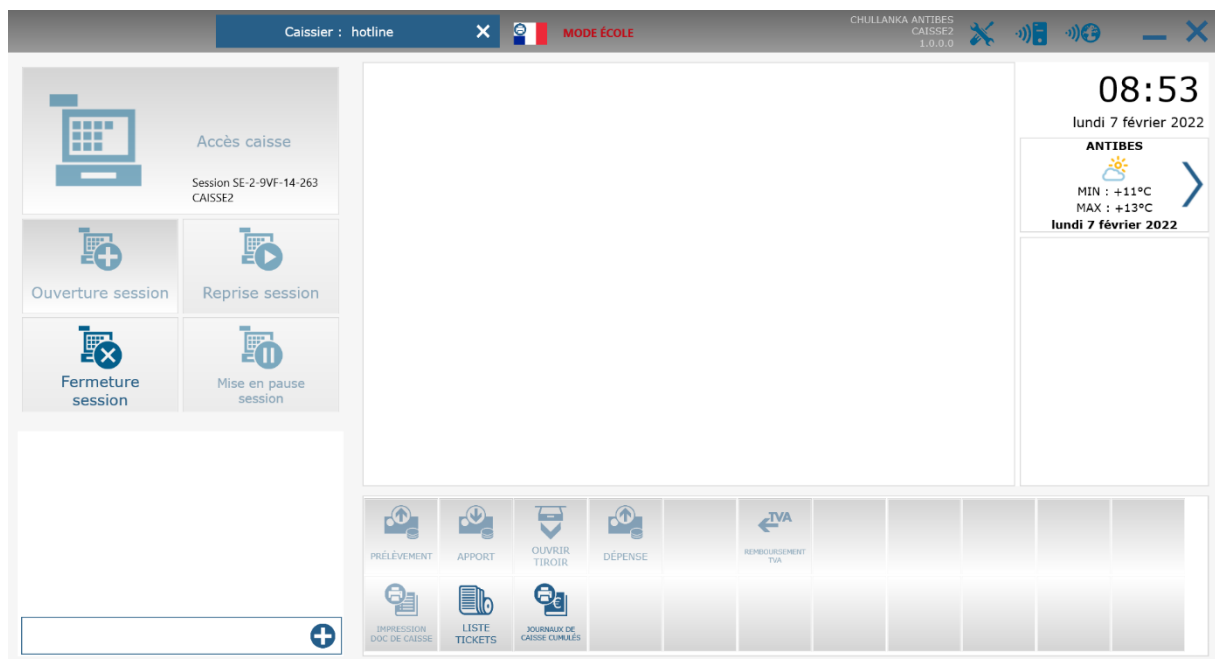 Caissier : hotline
MODE ÉCOLE
CHULLANKA ANTIBES
CAISSE2
1.0.0.0
Accès caisse
Session SE-2-9VF-14-263
CAISSE2
Ouverture session
Reprise session
Fermeture
session
Mise en pause
session
08:53
lundi 7 février 2022
ANTIBES
MIN : +11°C
MAX : +13°C
lundi 7 février 2022
PRÉLÈVEMENT
APPORT
OUVRIR
TIROIR
DÉPENSE
TVA
REMBOURSEMENT
TVA
IMPRESSION
DOC DE CAISSE
LISTE
TICKETS
JOURNAUX DE
CAISSE CUMULÉS